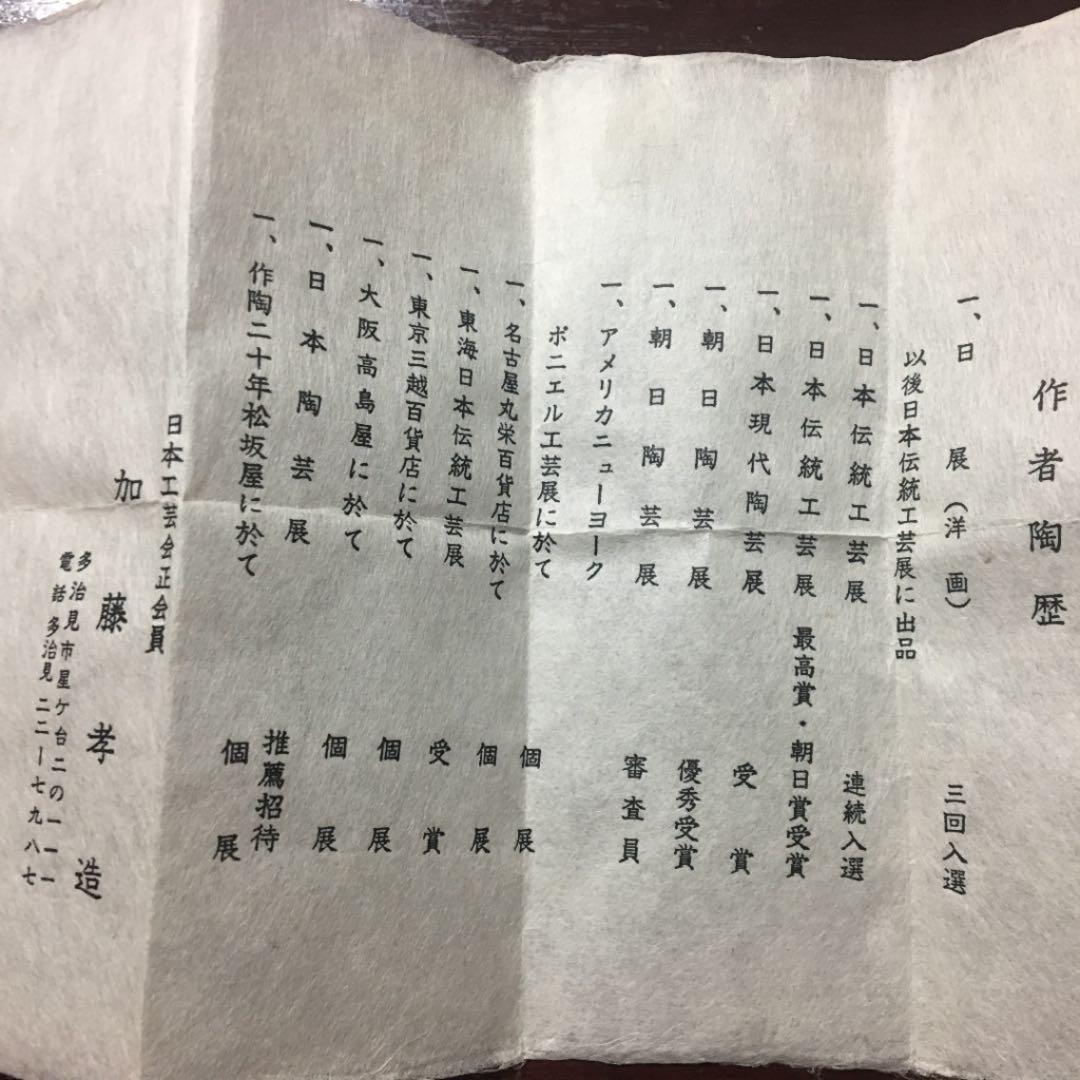 作者陶歴
一、日展(洋画) 三回入選
以後日本伝統工芸展に出品
一、日本伝統工芸展 連続入選
一、日本伝統工芸展 最高賞・朝日賞受賞
一、日本現代陶芸展 受賞
一、朝日陶芸展 優秀受賞
一、朝日陶芸展 審査員
一、アメリカニューヨーク
ボニエル工芸展に於て 個展
一、名古屋丸栄百貨店に於て 個展
一、東海日本伝統工芸展 受賞
一、東京三越百貨店に於て 個展
一、大阪高島屋に於て 個展
一、日本陶芸展 推薦招待
一、作陶二十年松坂屋に於て 個展
日本工芸会正会員
加藤孝造
多治見市星ケ台二の一一一
電話多治見二二ー七九八七